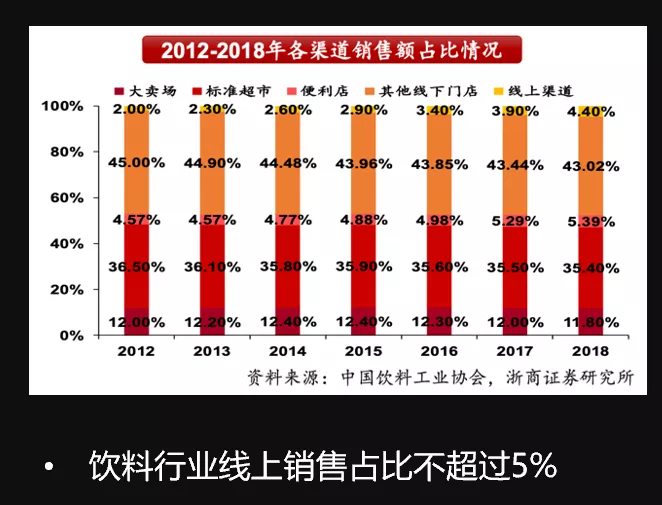 2012-2018年各渠道销售额占比情况
大卖场 标准超市 便利店 其他线下门店 线上渠道
100% 2.00% 2.30% 2.60% 2.90% 3.40% 3.90% 4.40%
80%
45.00% 44.90% 44.48% 43.96% 43.85% 43.44% 43.02%
60%
4.57% 4.57% 4.77% 4.88% 4.98% 5.29% 5.39%
40%
36.50% 36.10% 35.80% 35.90% 35.60% 35.50% 35.40%
20%
12.00% 12.20% 12.40% 12.40% 12.30% 12.00% 11.80%
0%
2012 2013 2014 2015 2016 2017 2018
资料来源：中国饮料工业协会，浙商证券研究所
• 饮料行业线上销售占比不超过5%